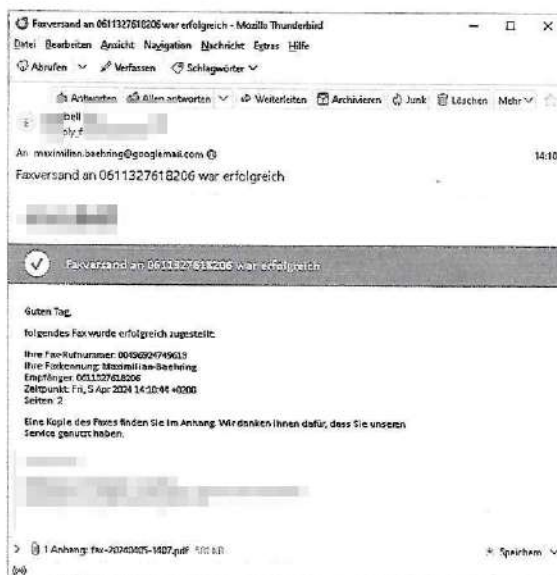 Faxversand an 0611327618206 war erfolgreich - Mozilla Thunderbird
Datei Bearbeiten Ansicht Navigation Nachricht Extras Hilfe
Abrufen Verfassen Schlagwörter
Antworten Allen antworten Weiterleiten Archivieren Junk Löschen Mehr
bell
ply.f
An maximilian.baehring@googlemail.com 14:10
Faxversand an 0611327618206 war erfolgreich
Faxversand an 0611327618206 war erfolgreich
Guten Tag,
folgendes Fax wurde erfolgreich zugestellt:
Ihre Fax-Rufnummer: 00496924749613
Ihre Faxkennung: Maximilian-Baehring
Empfänger: 0611327618206
Zeitpunkt: Fri, 5 Apr 2024 14:10:44 +0200
Seiten: 2
Eine Kopie des Faxes finden Sie im Anhang. Wir danken Ihnen dafür, dass Sie unseren
Service genutzt haben.
1 Anhang: fax-20240405-1407.pdf Speichern